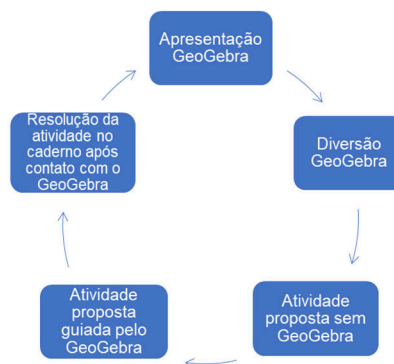 Apresentação
GeoGebra
Diversão
GeoGebra
Atividade
proposta sem
GeoGebra
Atividade
proposta
guiada pelo
GeoGebra
Resolução da
atividade no
caderno após
contato com o
GeoGebra